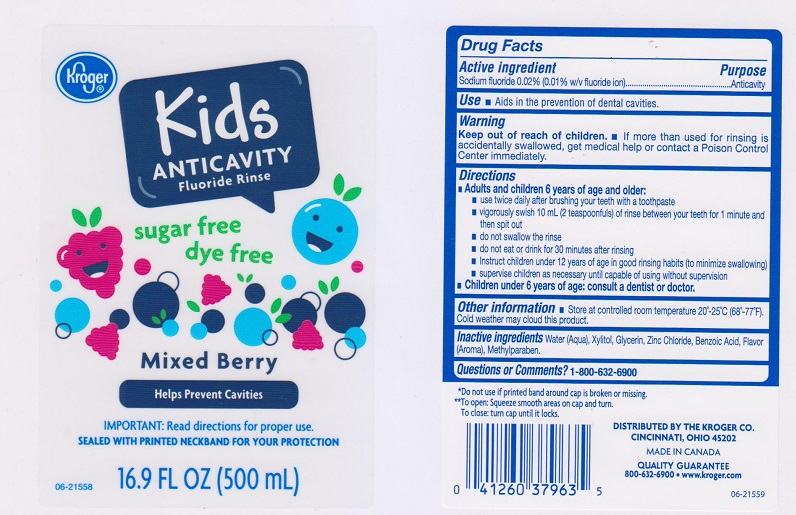 Kroger®
Kids
ANTICAVITY
Fluoride Rinse
sugar free
dye free
Mixed Berry
Helps Prevent Cavities
IMPORTANT: Read directions for proper use.
SEALED WITH PRINTED NECKBAND FOR YOUR PROTECTION
06-21558
16.9 FL OZ (500 mL)
Drug Facts
Active ingredient Purpose
Sodium fluoride 0.02% (0.01% w/v fluoride ion)....................Anticavity
Use ■ Aids in the prevention of dental cavities.
Warning
Keep out of reach of children. ■ If more than used for rinsing is
accidentally swallowed, get medical help or contact a Poison Control
Center immediately.
Directions
■ Adults and children 6 years of age and older:
■ use twice daily after brushing your teeth with a toothpaste
■ vigorously swish 10 mL (2 teaspoonfuls) of rinse between your teeth for 1 minute and
then spit out
■ do not swallow the rinse
■ do not eat or drink for 30 minutes after rinsing
■ Instruct children under 12 years of age in good rinsing habits (to minimize swallowing)
■ supervise children as necessary until capable of using without supervision
■ Children under 6 years of age: consult a dentist or doctor.
Other information ■ Store at controlled room temperature 20°-25°C (68°-77°F).
Cold weather may cloud this product.
Inactive ingredients Water (Aqua), Xylitol, Glycerin, Zinc Chloride, Benzoic Acid, Flavor
(Aroma), Methylparaben.
Questions or Comments? 1-800-632-6900
*Do not use if printed band around cap is broken or missing.
**To open: Squeeze smooth areas on cap and turn.
To close: turn cap until it locks.
DISTRIBUTED BY THE KROGER CO.
CINCINNATI, OHIO 45202
MADE IN CANADA
QUALITY GUARANTEE
800-632-6900 • www.kroger.com
0 41260 37963 5
06-21559